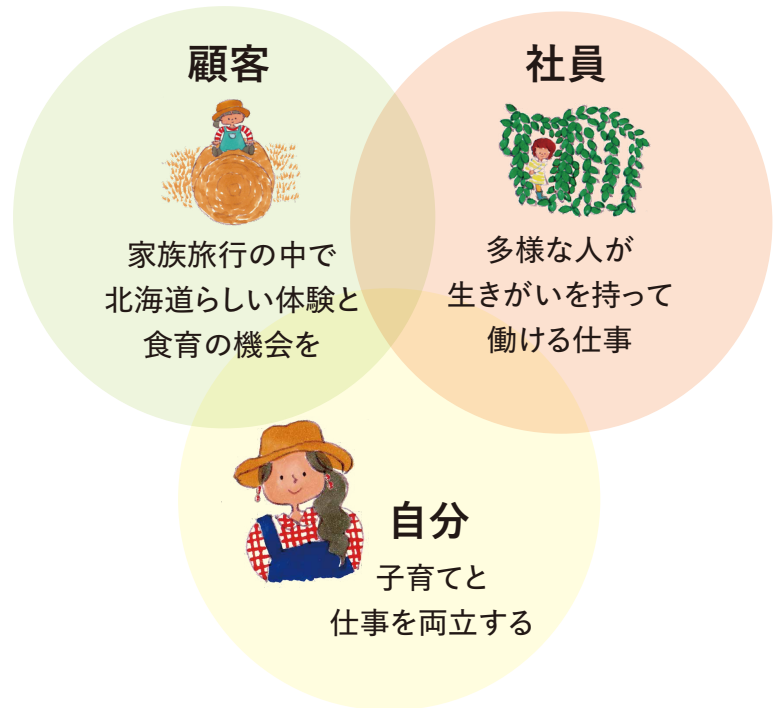 顧客
家族旅行の中で
北海道らしい体験と
食育の機会を
社員
多様な人が
生きがいを持って
働ける仕事
自分
子育てと
仕事を両立する